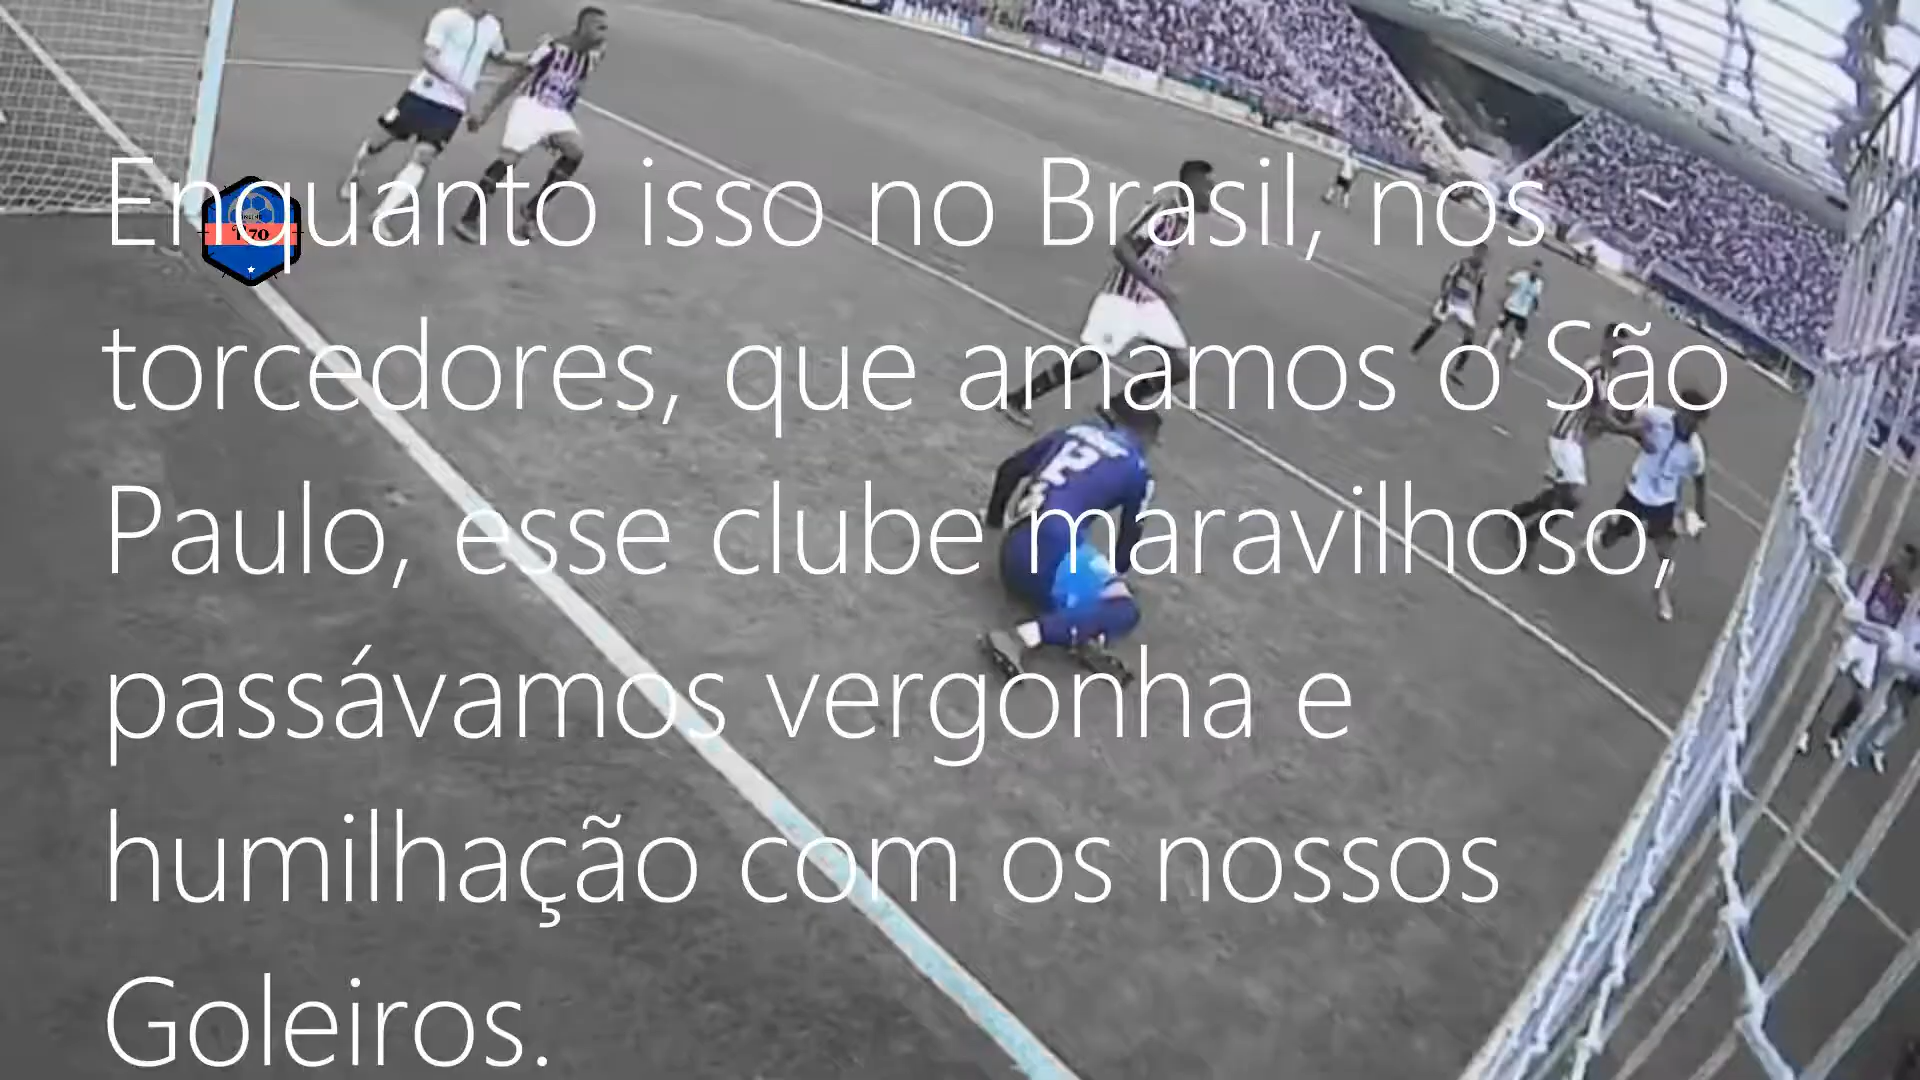 Enquanto isso no Brasil, nos
torcedores, que amamos o São
Paulo, esse clube maravilhoso,
passávamos vergonha e
humilhação com os nossos
Goleiros.
12